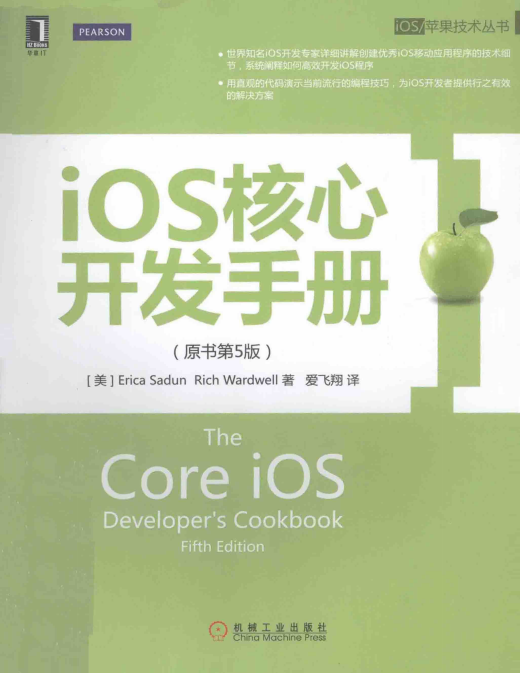 PEARSON
iOS/苹果技术丛书
HZ Books
华章IT
世界知名iOS开发专家详细讲解创建优秀iOS移动应用程序的技术细
节，系统阐释如何高效开发iOS程序
用直观的代码演示当前流行的编程技巧，为iOS开发者提供行之有效
的解决方案
iOS核心
开发手册
（原书第5版）
[美] Erica Sadun Rich Wardwell 著 爱飞翔 译
The
Core iOS
Developer's Cookbook
Fifth Edition
机械工业出版社
China Machine Press